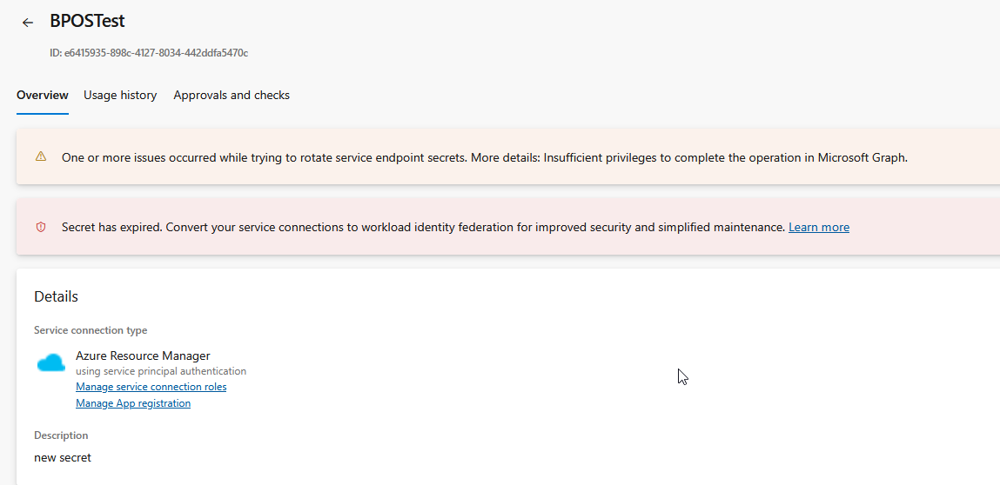 BPOSTest
ID: e6415935-898c-4127-8034-442ddfa5470c
Overview Usage history Approvals and checks
One or more issues occurred while trying to rotate service endpoint secrets. More details: Insufficient privileges to complete the operation in Microsoft Graph.
Secret has expired. Convert your service connections to workload identity federation for improved security and simplified maintenance. Learn more
Details
Service connection type
Azure Resource Manager
using service principal authentication
Manage service connection roles
Manage App registration
Description
new secret